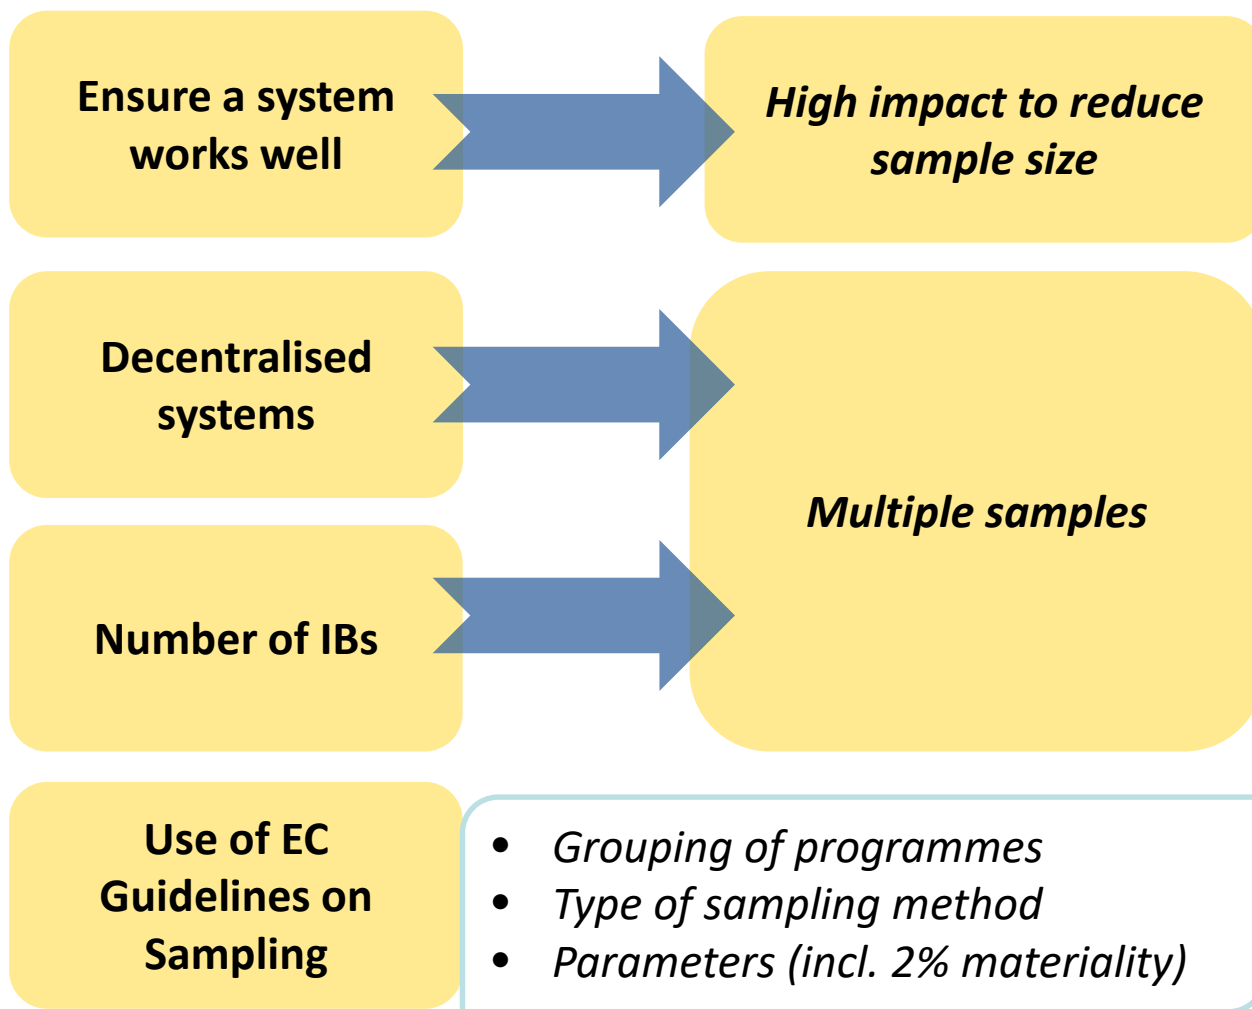 Ensure a system
works well
High impact to reduce
sample size
Decentralised
systems
Multiple samples
Number of IBs
Use of EC
Guidelines on
Sampling
• Grouping of programmes
• Type of sampling method
• Parameters (incl. 2% materiality)